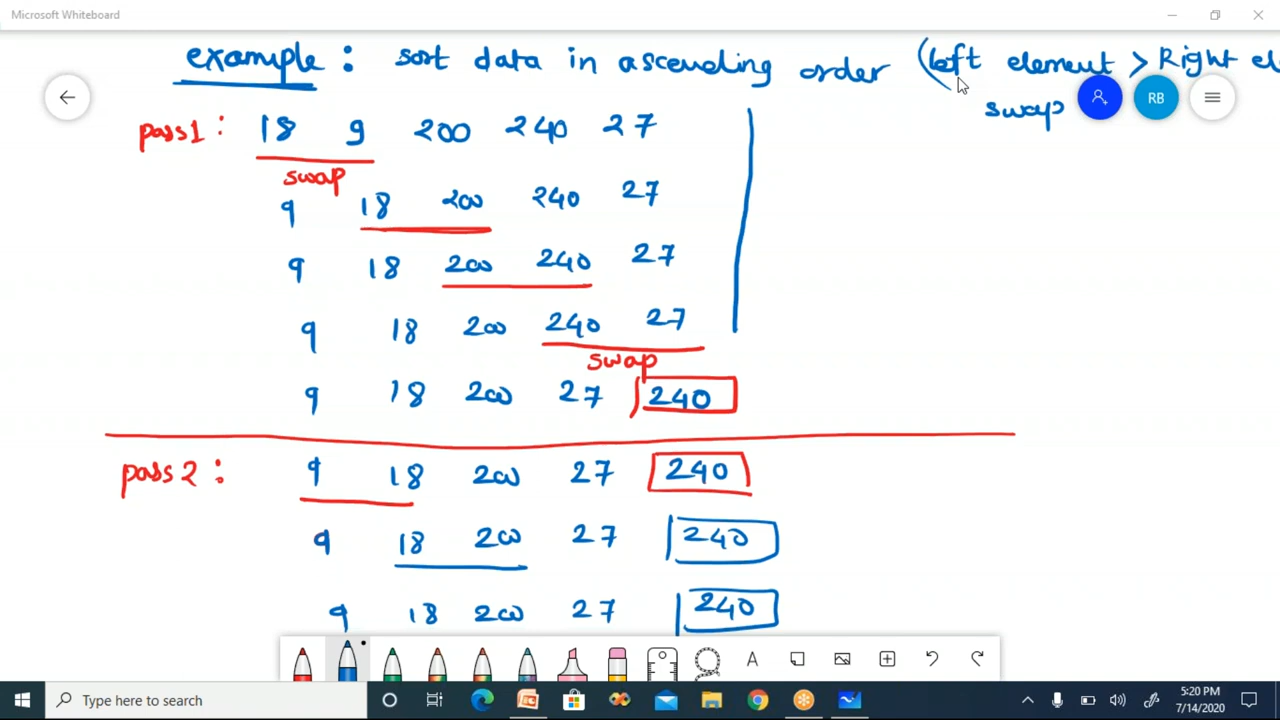 Microsoft Whiteboard
example : sort data in ascending order (left element > Right el
swap
RB
pass1 : 18 9 200 240 27
swap
9 18 200 240 27
9 18 200 240 27
9 18 200 240 27
swap
9 18 200 27 240
pass2 : 9 18 200 27 240
9 18 200 27 240
9 18 200 27 240
A
Type here to search
5:20 PM
7/14/2020